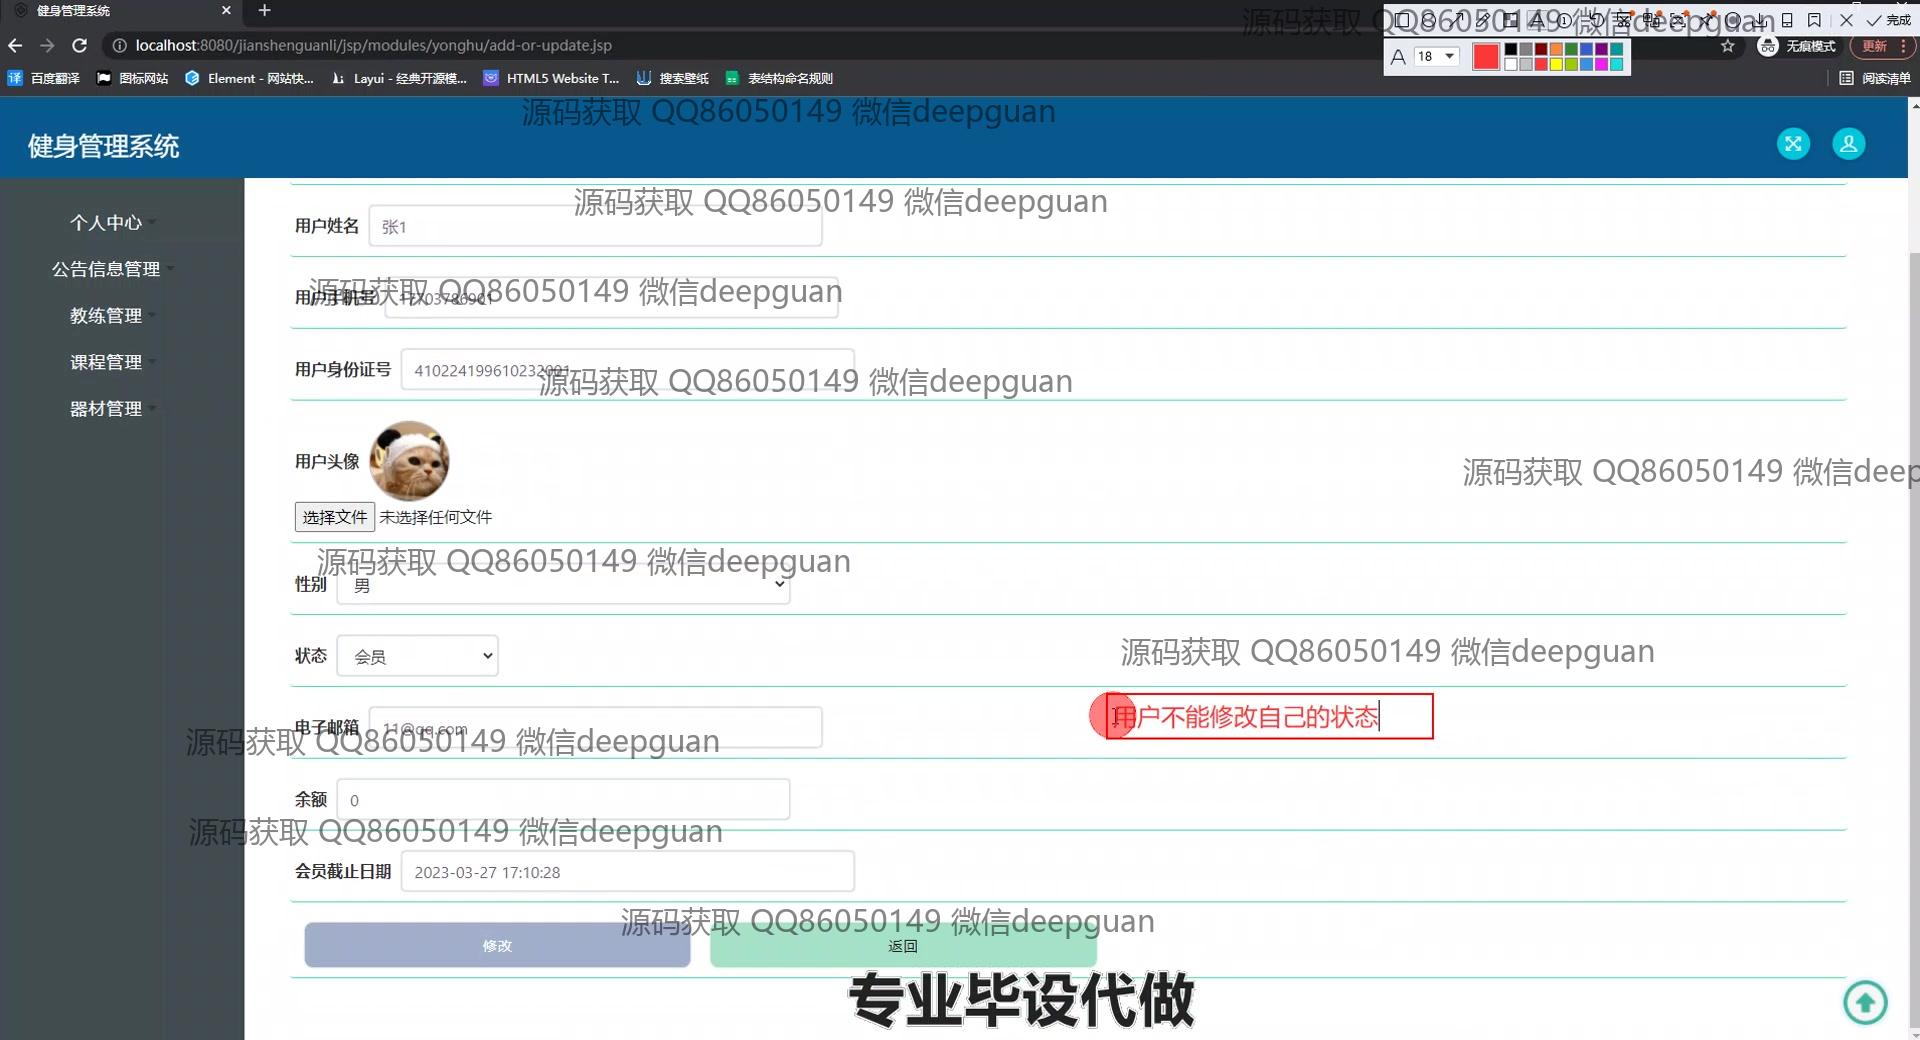 健身管理系统
localhost:8080/jianshenguanli/jsp/modules/yonghu/add-or-update.jsp
源码获取 QQ86050149 微信deepguan
完成
A 18
无痕模式
更新
译 百度翻译 图标网站 Element - 网站快... Layui - 经典开源模... HTML5 Website T... 搜索壁纸 表结构命名规则
阅读清单
源码获取 QQ86050149 微信deepguan
健身管理系统
个人中心
公告信息管理
教练管理
课程管理
器材管理
源码获取 QQ86050149 微信deepguan
用户姓名 张1
源码获取 QQ86050149 微信deepguan
用户手机号 17703786901
用户身份证号 410224199610232001
源码获取 QQ86050149 微信deepguan
用户头像
源码获取 QQ86050149 微信deep
选择文件 未选择任何文件
源码获取 QQ86050149 微信deepguan
性别 男
状态 会员
源码获取 QQ86050149 微信deepguan
用户不能修改自己的状态
电子邮箱 11@qq.com
源码获取 QQ86050149 微信deepguan
余额 0
源码获取 QQ86050149 微信deepguan
会员截止日期 2023-03-27 17:10:28
源码获取 QQ86050149 微信deepguan
修改 返回
专业毕设代做